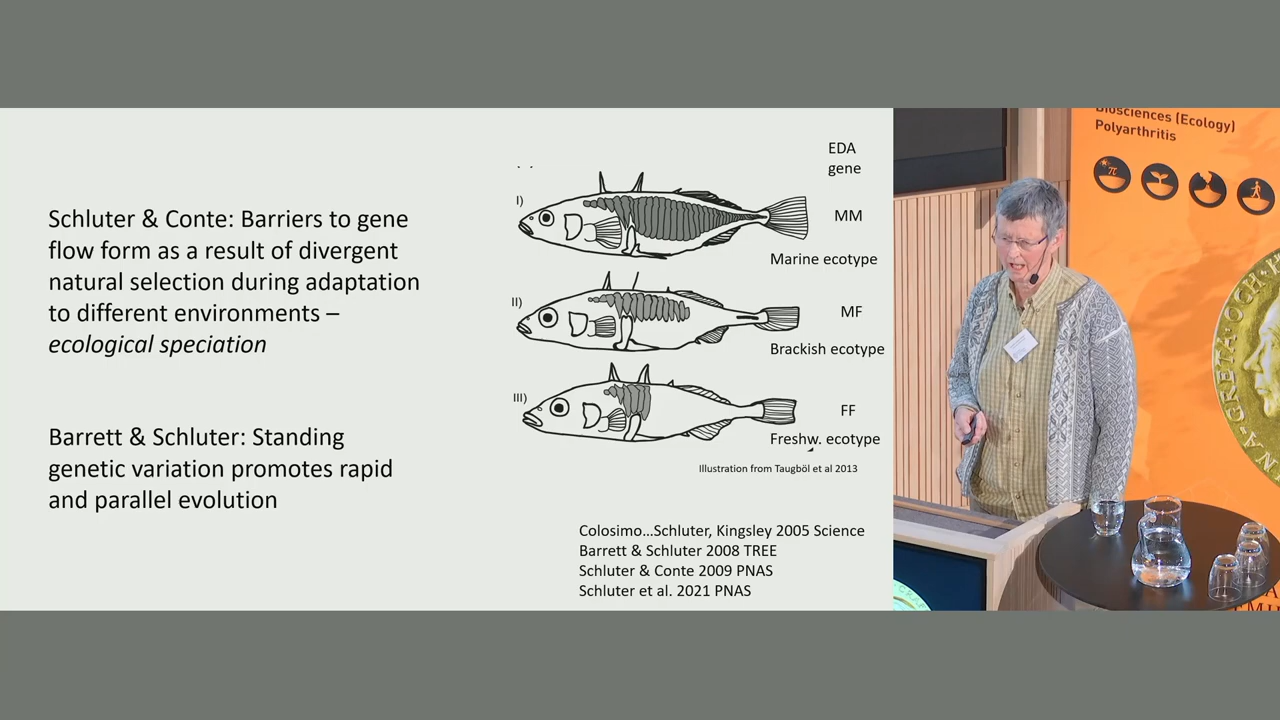 Schluter & Conte: Barriers to gene
flow form as a result of divergent
natural selection during adaptation
to different environments –
ecological speciation
Barrett & Schluter: Standing
genetic variation promotes rapid
and parallel evolution
EDA
gene
I)
MM
Marine ecotype
II)
MF
Brackish ecotype
III)
FF
Freshw. ecotype
Illustration from Taugböl et al 2013
Colosimo...Schluter, Kingsley 2005 Science
Barrett & Schluter 2008 TREE
Schluter & Conte 2009 PNAS
Schluter et al. 2021 PNAS
Biosciences (Ecology)
Polyarthritis
π